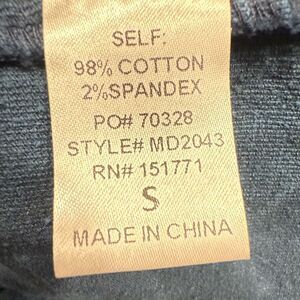 SELF:
98% COTTON
2%SPANDEX
PO# 70328
STYLE# MD2043
RN# 151771
S
MADE IN CHINA